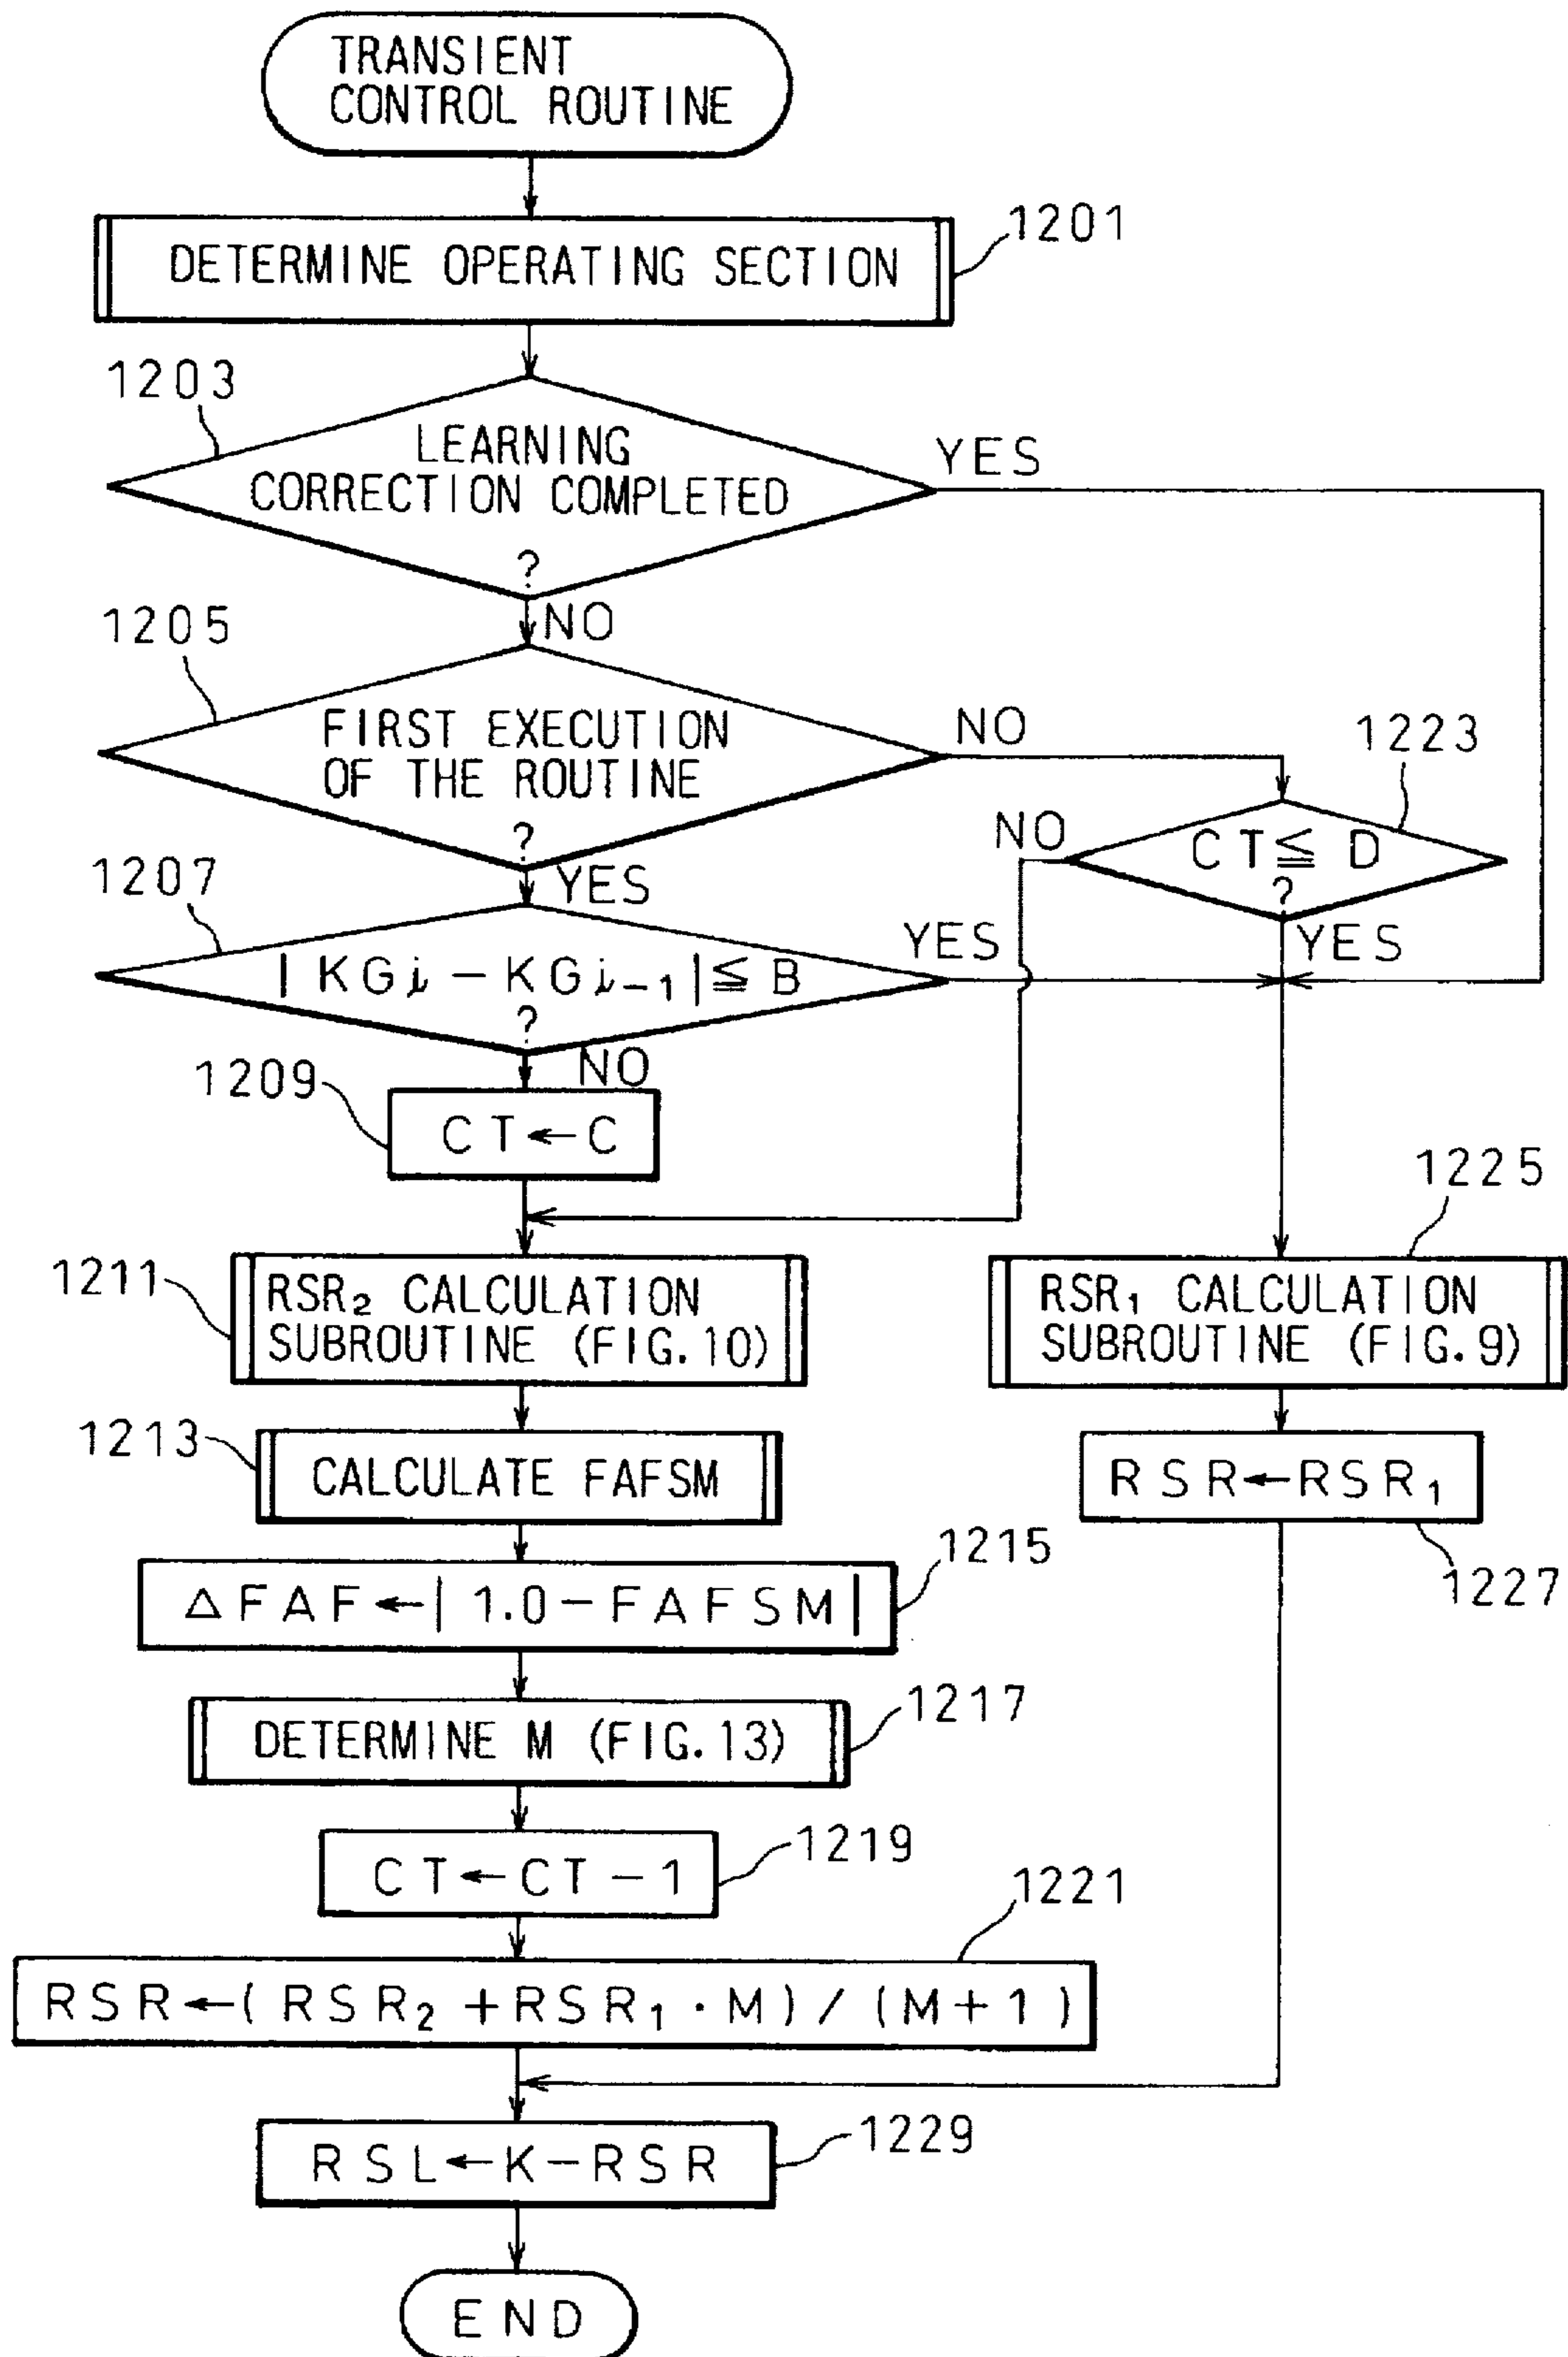 TRANSIENT
CONTROL ROUTINE
DETERMINE OPERATING SECTION
1201
1203
LEARNING
CORRECTION COMPLETED
?
YES
NO
1205
FIRST EXECUTION
OF THE ROUTINE
?
NO
YES
1223
CT≦D
?
NO
YES
1207
|KGi-KGi-1|≦B
?
YES
NO
1209
CT←C
1211
RSR₂ CALCULATION
SUBROUTINE (FIG.10)
1225
RSR₁ CALCULATION
SUBROUTINE (FIG.9)
1213
CALCULATE FAFSM
RSR←RSR₁
1227
1215
△FAF←|1.0-FAFSM|
1217
DETERMINE M (FIG.13)
1219
CT←CT-1
1221
RSR←(RSR₂+RSR₁·M)/(M+1)
RSL←K-RSR
1229
END